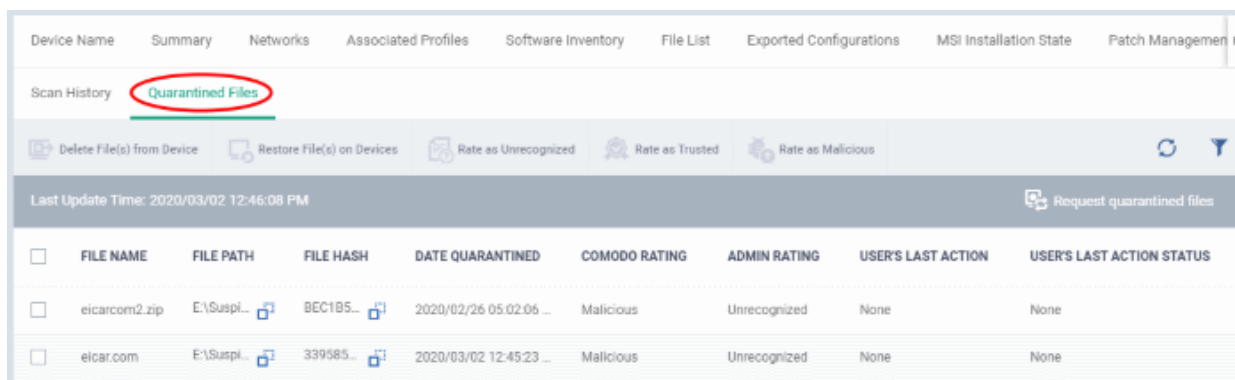 Device Name Summary Networks Associated Profiles Software Inventory File List Exported Configurations MSI Installation State Patch Managemen
Scan History Quarantined Files
Delete File(s) from Device Restore File(s) on Devices Rate as Unrecognized Rate as Trusted Rate as Malicious
Last Update Time: 2020/03/02 12:46:08 PM Request quarantined files
FILE NAME FILE PATH FILE HASH DATE QUARANTINED COMODO RATING ADMIN RATING USER'S LAST ACTION USER'S LAST ACTION STATUS
eicarcom2.zip E:\Suspi... BEC1B5... 2020/02/26 05:02:06 ... Malicious Unrecognized None None
eicar.com E:\Suspi... 339585... 2020/03/02 12:45:23 ... Malicious Unrecognized None None